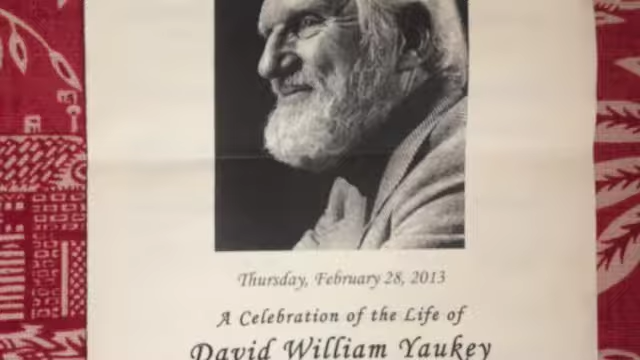 Thursday, February 28, 2013
A Celebration of the Life of
David William Yaukey